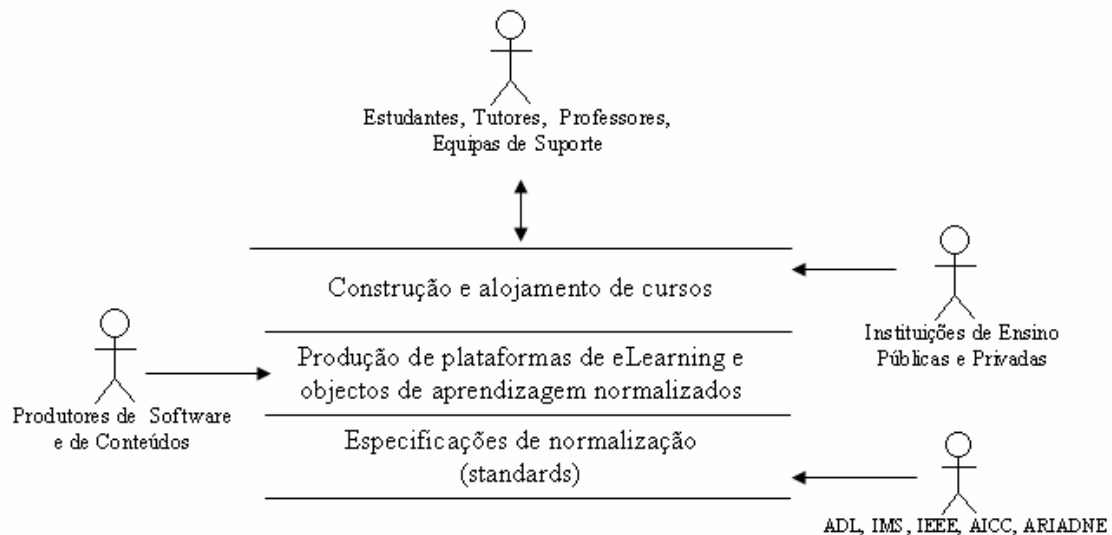 Estudantes, Tutores, Professores,
Equipas de Suporte
Construção e alojamento de cursos
Instituições de Ensino
Públicas e Privadas
Produção de plataformas de eLearning e
objectos de aprendizagem normalizados
Produtores de Software
e de Conteúdos
Especificações de normalização
(standards)
ADL, IMS, IEEE, AICC, ARIADNE